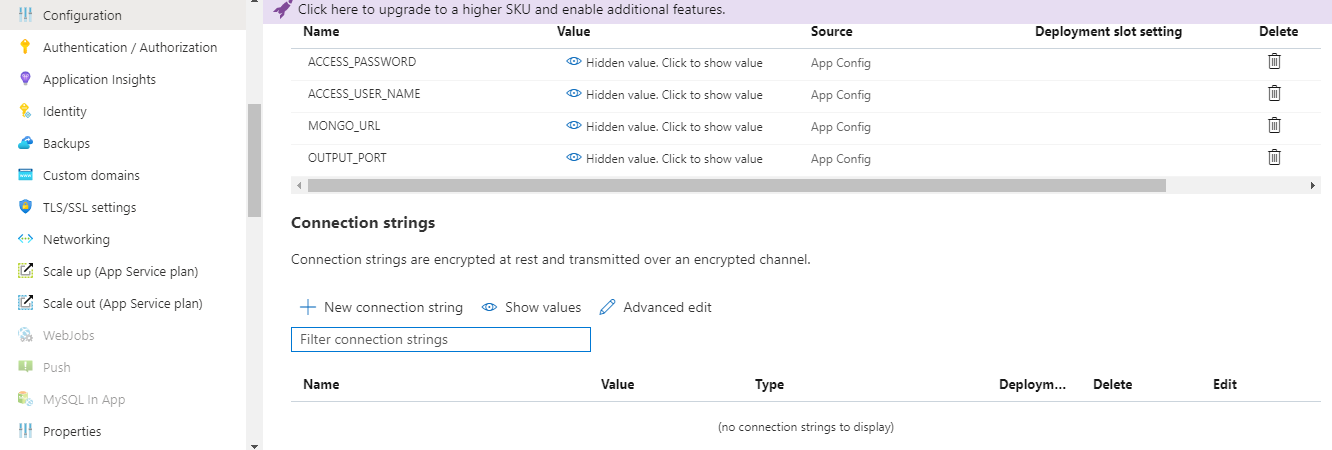 Configuration
Authentication / Authorization
Application Insights
Identity
Backups
Custom domains
TLS/SSL settings
Networking
Scale up (App Service plan)
Scale out (App Service plan)
WebJobs
Push
MySQL In App
Properties
Click here to upgrade to a higher SKU and enable additional features.
Name Value Source Deployment slot setting Delete
ACCESS_PASSWORD Hidden value. Click to show value App Config
ACCESS_USER_NAME Hidden value. Click to show value App Config
MONGO_URL Hidden value. Click to show value App Config
OUTPUT_PORT Hidden value. Click to show value App Config
Connection strings
Connection strings are encrypted at rest and transmitted over an encrypted channel.
New connection string Show values Advanced edit
Filter connection strings
Name Value Type Deploym... Delete Edit
(no connection strings to display)